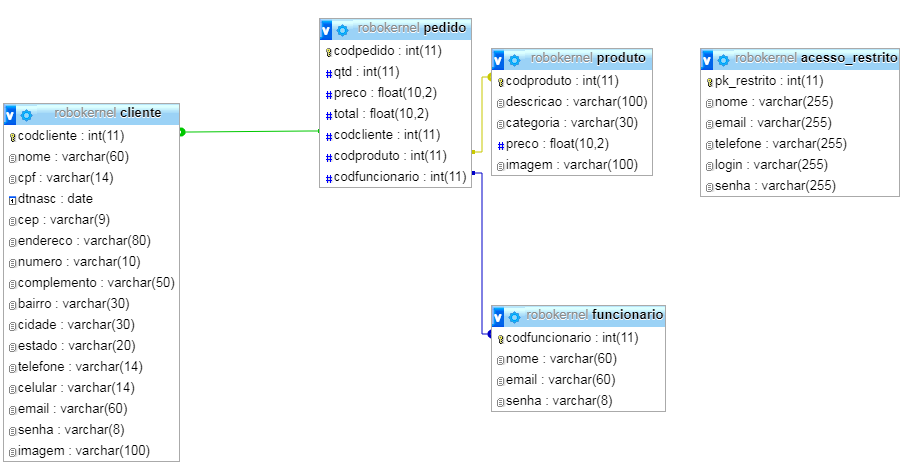 robokernel cliente
codcliente : int(11)
nome : varchar(60)
cpf : varchar(14)
dtnasc : date
cep : varchar(9)
endereco : varchar(80)
numero : varchar(10)
complemento : varchar(50)
bairro : varchar(30)
cidade : varchar(30)
estado : varchar(20)
telefone : varchar(14)
celular : varchar(14)
email : varchar(60)
senha : varchar(8)
imagem : varchar(100)
robokernel pedido
codpedido : int(11)
# qtd : int(11)
# preco : float(10,2)
# total : float(10,2)
# codcliente : int(11)
# codproduto : int(11)
# codfuncionario : int(11)
robokernel produto
codproduto : int(11)
descricao : varchar(100)
categoria : varchar(30)
# preco : float(10,2)
imagem : varchar(100)
robokernel funcionario
codfuncionario : int(11)
nome : varchar(60)
email : varchar(60)
senha : varchar(8)
robokernel acesso_restrito
pk_restrito : int(11)
nome : varchar(255)
email : varchar(255)
telefone : varchar(255)
login : varchar(255)
senha : varchar(255)